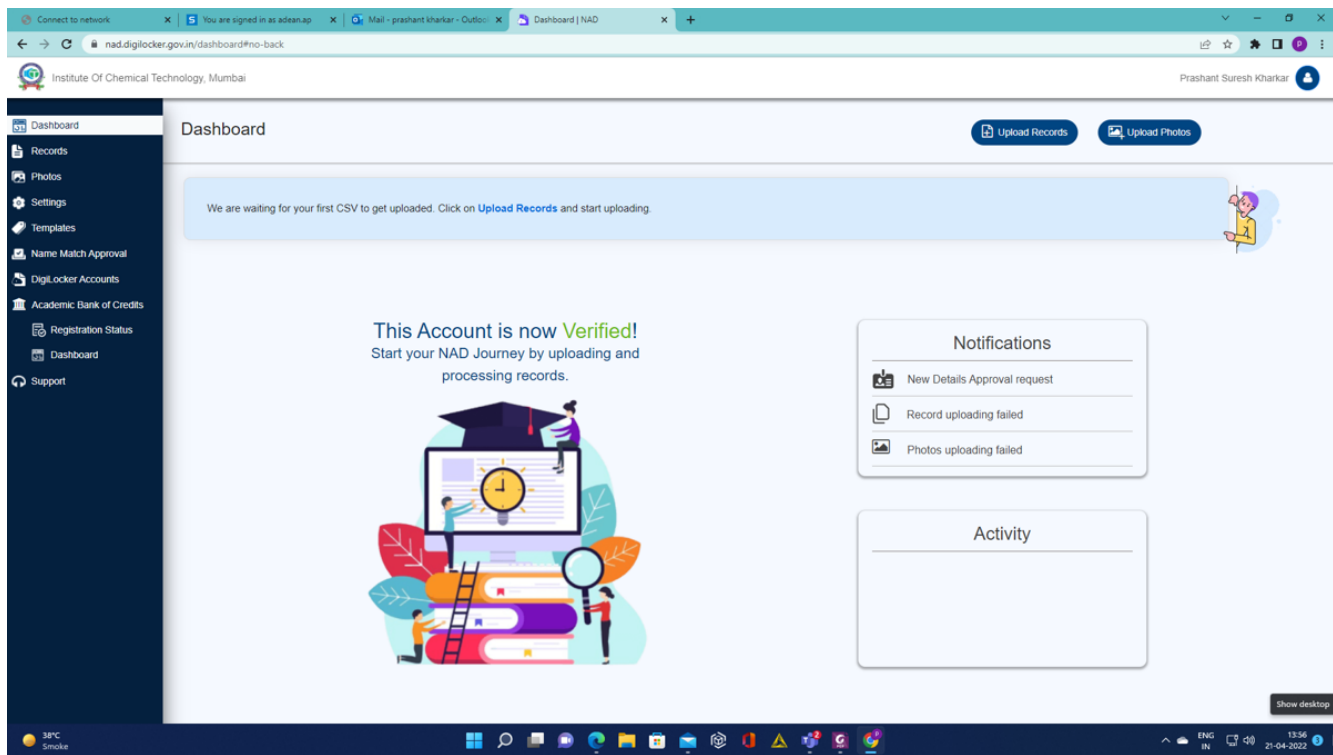 Connect to network
You are signed in as adean.ap
Mail - prashant kharkar - Outloo
Dashboard | NAD
nad.digilocker.gov.in/dashboard#no-back
P
Institute Of Chemical Technology, Mumbai
Prashant Suresh Kharkar
Dashboard
Records
Photos
Settings
Templates
Name Match Approval
DigiLocker Accounts
Academic Bank of Credits
Registration Status
Dashboard
Support
Dashboard
Upload Records
Upload Photos
We are waiting for your first CSV to get uploaded. Click on Upload Records and start uploading.
This Account is now Verified!
Start your NAD Journey by uploading and
processing records.
Notifications
New Details Approval request
Record uploading failed
Photos uploading failed
Activity
Show desktop
38°C
Smoke
ENG
IN
13:56
21-04-2022